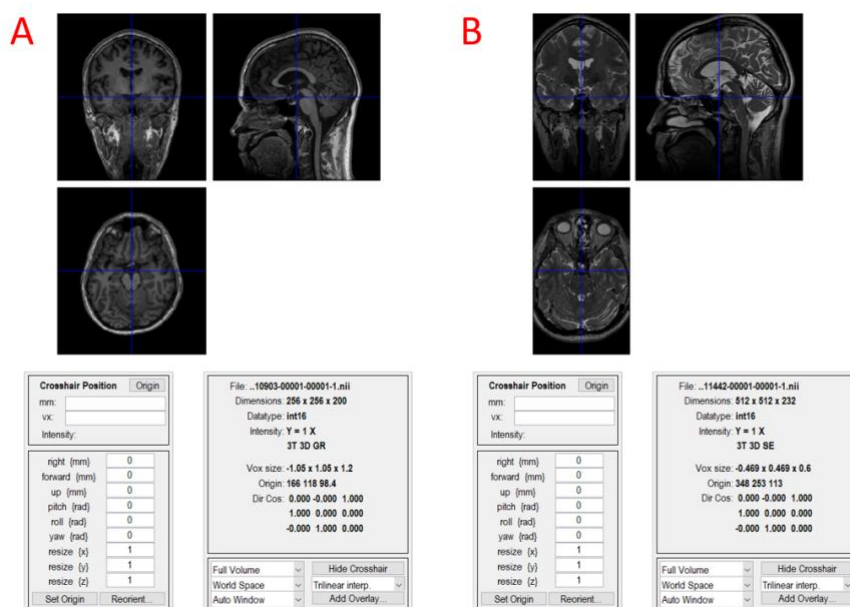 A
B
Crosshair Position Origin
mm:
vx:
Intensity:
right {mm} 0
forward {mm} 0
up {mm} 0
pitch {rad} 0
roll {rad} 0
yaw {rad} 0
resize {x} 1
resize {y} 1
resize {z} 1
Set Origin Reorient...
File: ..10903-00001-00001-1.nii
Dimensions: 256 x 256 x 200
Datatype: int16
Intensity: Y = 1 X
3T 3D GR
Vox size: -1.05 x 1.05 x 1.2
Origin: 166 118 98.4
Dir Cos: 0.000 -0.000 1.000
1.000 0.000 0.000
-0.000 1.000 0.000
Full Volume Hide Crosshair
World Space Trilinear interp.
Auto Window Add Overlay...
Crosshair Position Origin
mm:
vx:
Intensity:
right {mm} 0
forward {mm} 0
up {mm} 0
pitch {rad} 0
roll {rad} 0
yaw {rad} 0
resize {x} 1
resize {y} 1
resize {z} 1
Set Origin Reorient...
File: ..11442-00001-00001-1.nii
Dimensions: 512 x 512 x 232
Datatype: int16
Intensity: Y = 1 X
3T 3D SE
Vox size: -0.469 x 0.469 x 0.6
Origin: 348 253 113
Dir Cos: 0.000 -0.000 1.000
1.000 0.000 0.000
-0.000 1.000 0.000
Full Volume Hide Crosshair
World Space Trilinear interp.
Auto Window Add Overlay...